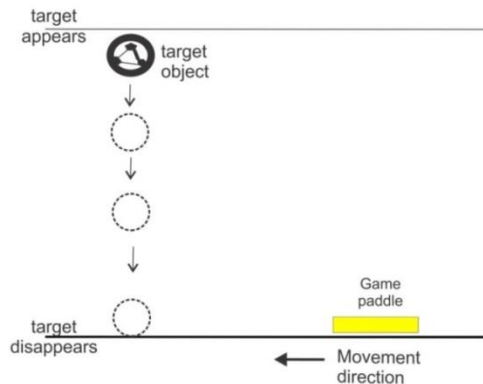 target
appears
target
object
Game
paddle
target
disappears
Movement
direction